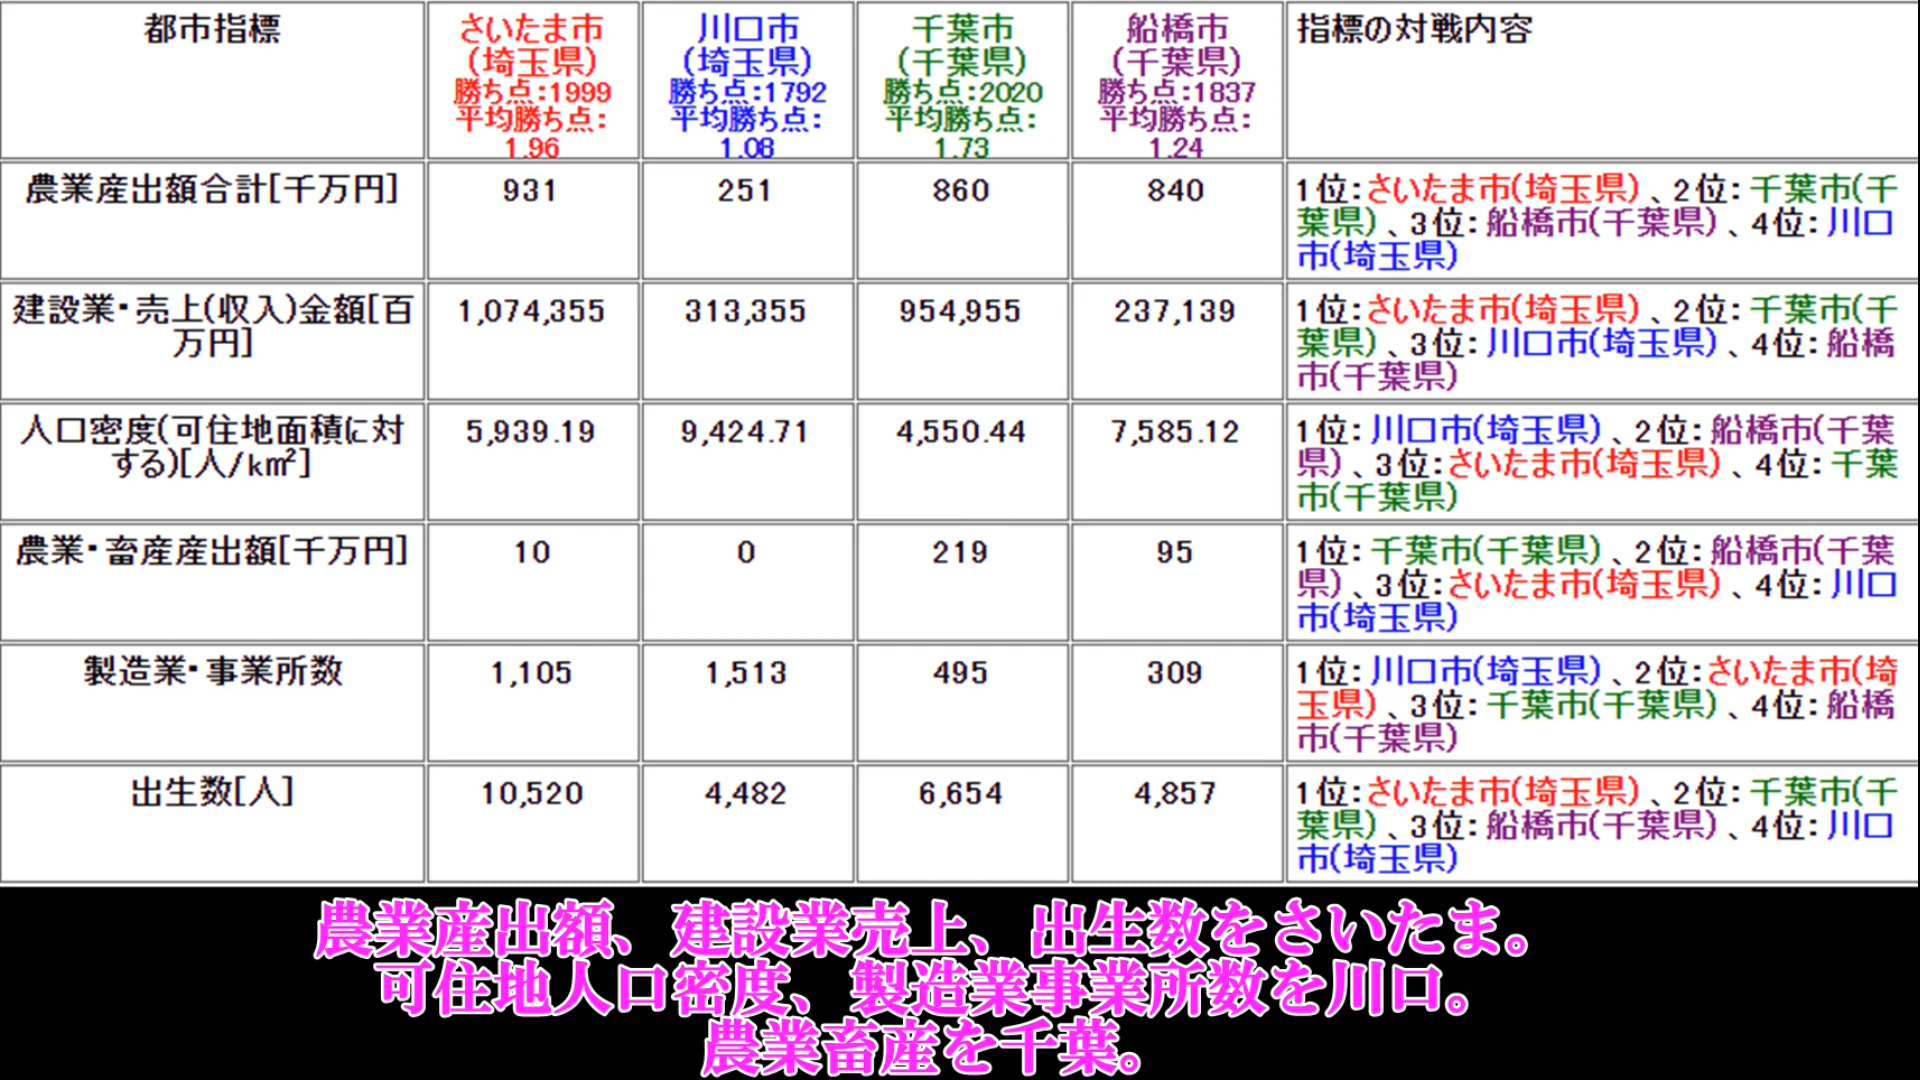 都市指標
さいたま市
(埼玉県)
勝ち点:1999
平均勝ち点:
1.96
川口市
(埼玉県)
勝ち点:1792
平均勝ち点:
1.08
千葉市
(千葉県)
勝ち点:2020
平均勝ち点:
1.73
船橋市
(千葉県)
勝ち点:1837
平均勝ち点:
1.24
指標の対戦内容
農業産出額合計[千万円]
931
251
860
840
1位:さいたま市(埼玉県)、2位:千葉市(千
葉県)、3位:船橋市(千葉県)、4位:川口
市(埼玉県)
建設業・売上(収入)金額[百
万円]
1,074,355
313,355
954,955
237,139
1位:さいたま市(埼玉県)、2位:千葉市(千
葉県)、3位:川口市(埼玉県)、4位:船橋
市(千葉県)
人口密度(可住地面積に対
する)[人/km²]
5,939.19
9,424.71
4,550.44
7,585.12
1位:川口市(埼玉県)、2位:船橋市(千葉
県)、3位:さいたま市(埼玉県)、4位:千葉
市(千葉県)
農業・畜産産出額[千万円]
10
0
219
95
1位:千葉市(千葉県)、2位:船橋市(千葉
県)、3位:さいたま市(埼玉県)、4位:川口
市(埼玉県)
製造業・事業所数
1,105
1,513
495
309
1位:川口市(埼玉県)、2位:さいたま市(埼
玉県)、3位:千葉市(千葉県)、4位:船橋
市(千葉県)
出生数[人]
10,520
4,482
6,654
4,857
1位:さいたま市(埼玉県)、2位:千葉市(千
葉県)、3位:船橋市(千葉県)、4位:川口
市(埼玉県)
農業産出額、建設業売上、出生数をさいたま。
可住地人口密度、製造業事業所数を川口。
農業畜産を千葉。